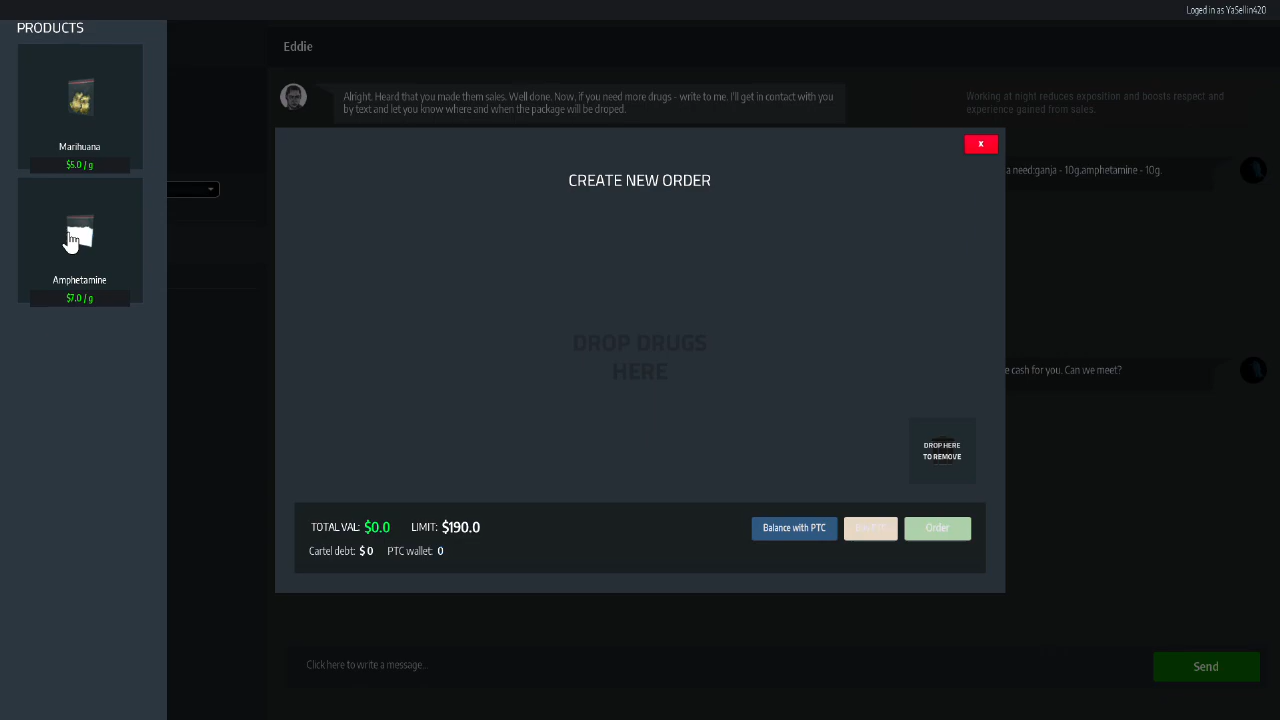 Loged in as YaSellin420
PRODUCTS
Marihuana
$5.0 / g
Amphetamine
$7.0 / g
Eddie
Alright. Heard that you made them sales. Well done. Now, if you need more drugs - write to me. I'll get in contact with you
by text and let you know where and when the package will be droped.
Working at night reduces exposition and boosts respect and
experience gained from sales.
a need:ganja - 10g.amphetamine - 10g.
e cash for you. Can we meet?
X
CREATE NEW ORDER
DROP DRUGS
HERE
DROP HERE
TO REMOVE
TOTAL VAL: $0.0 LIMIT: $190.0
Cartel debt: $ 0 PTC wallet: 0
Balance with PTC
Order
Click here to write a message...
Send